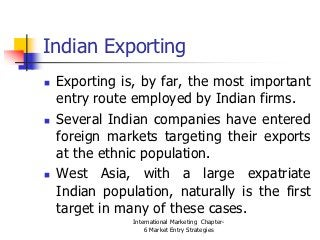 Indian Exporting
Exporting is, by far, the most important
entry route employed by Indian firms.
Several Indian companies have entered
foreign markets targeting their exports
at the ethnic population.
West Asia, with a large expatriate
Indian population, naturally is the first
target in many of these cases.
International Marketing Chapter-
6 Market Entry Strategies